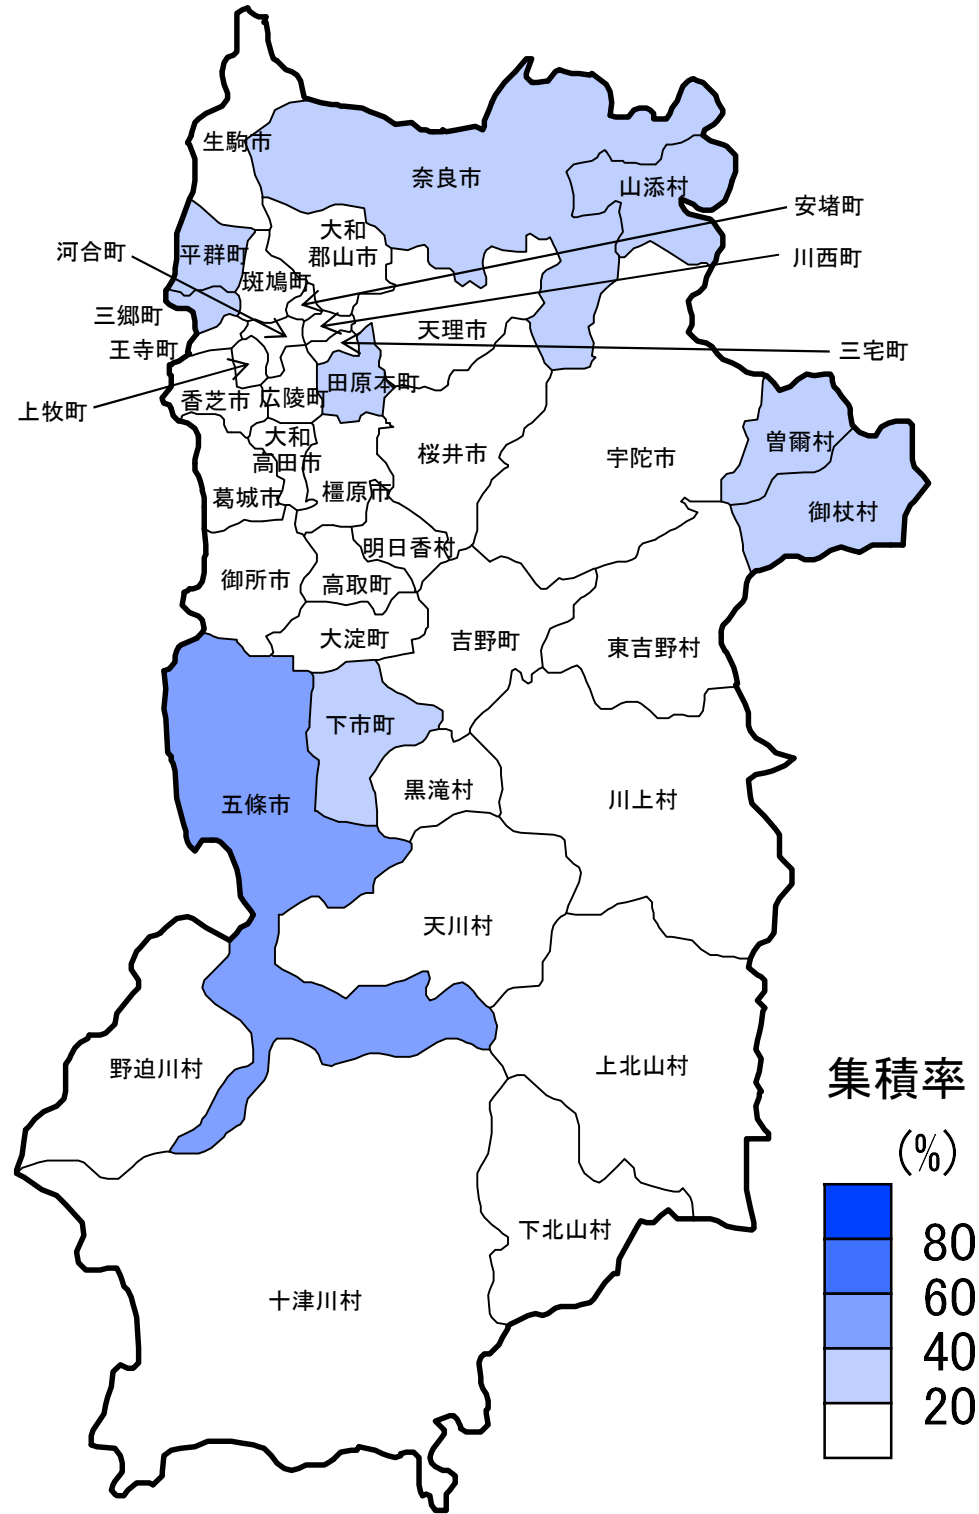 生駒市
奈良市
山添村
安堵町
大和
郡山市
河合町
平群町
川西町
斑鳩町
三郷町
天理市
王寺町
三宅町
田原本町
上牧町
香芝市
広陵町
大和
高田市
桜井市
宇陀市
曽爾村
葛城市
橿原市
御杖村
明日香村
御所市
高取町
大淀町
吉野町
東吉野村
下市町
五條市
黒滝村
川上村
天川村
野迫川村
上北山村
集積率
(%)
下北山村
80
60
十津川村
40
20